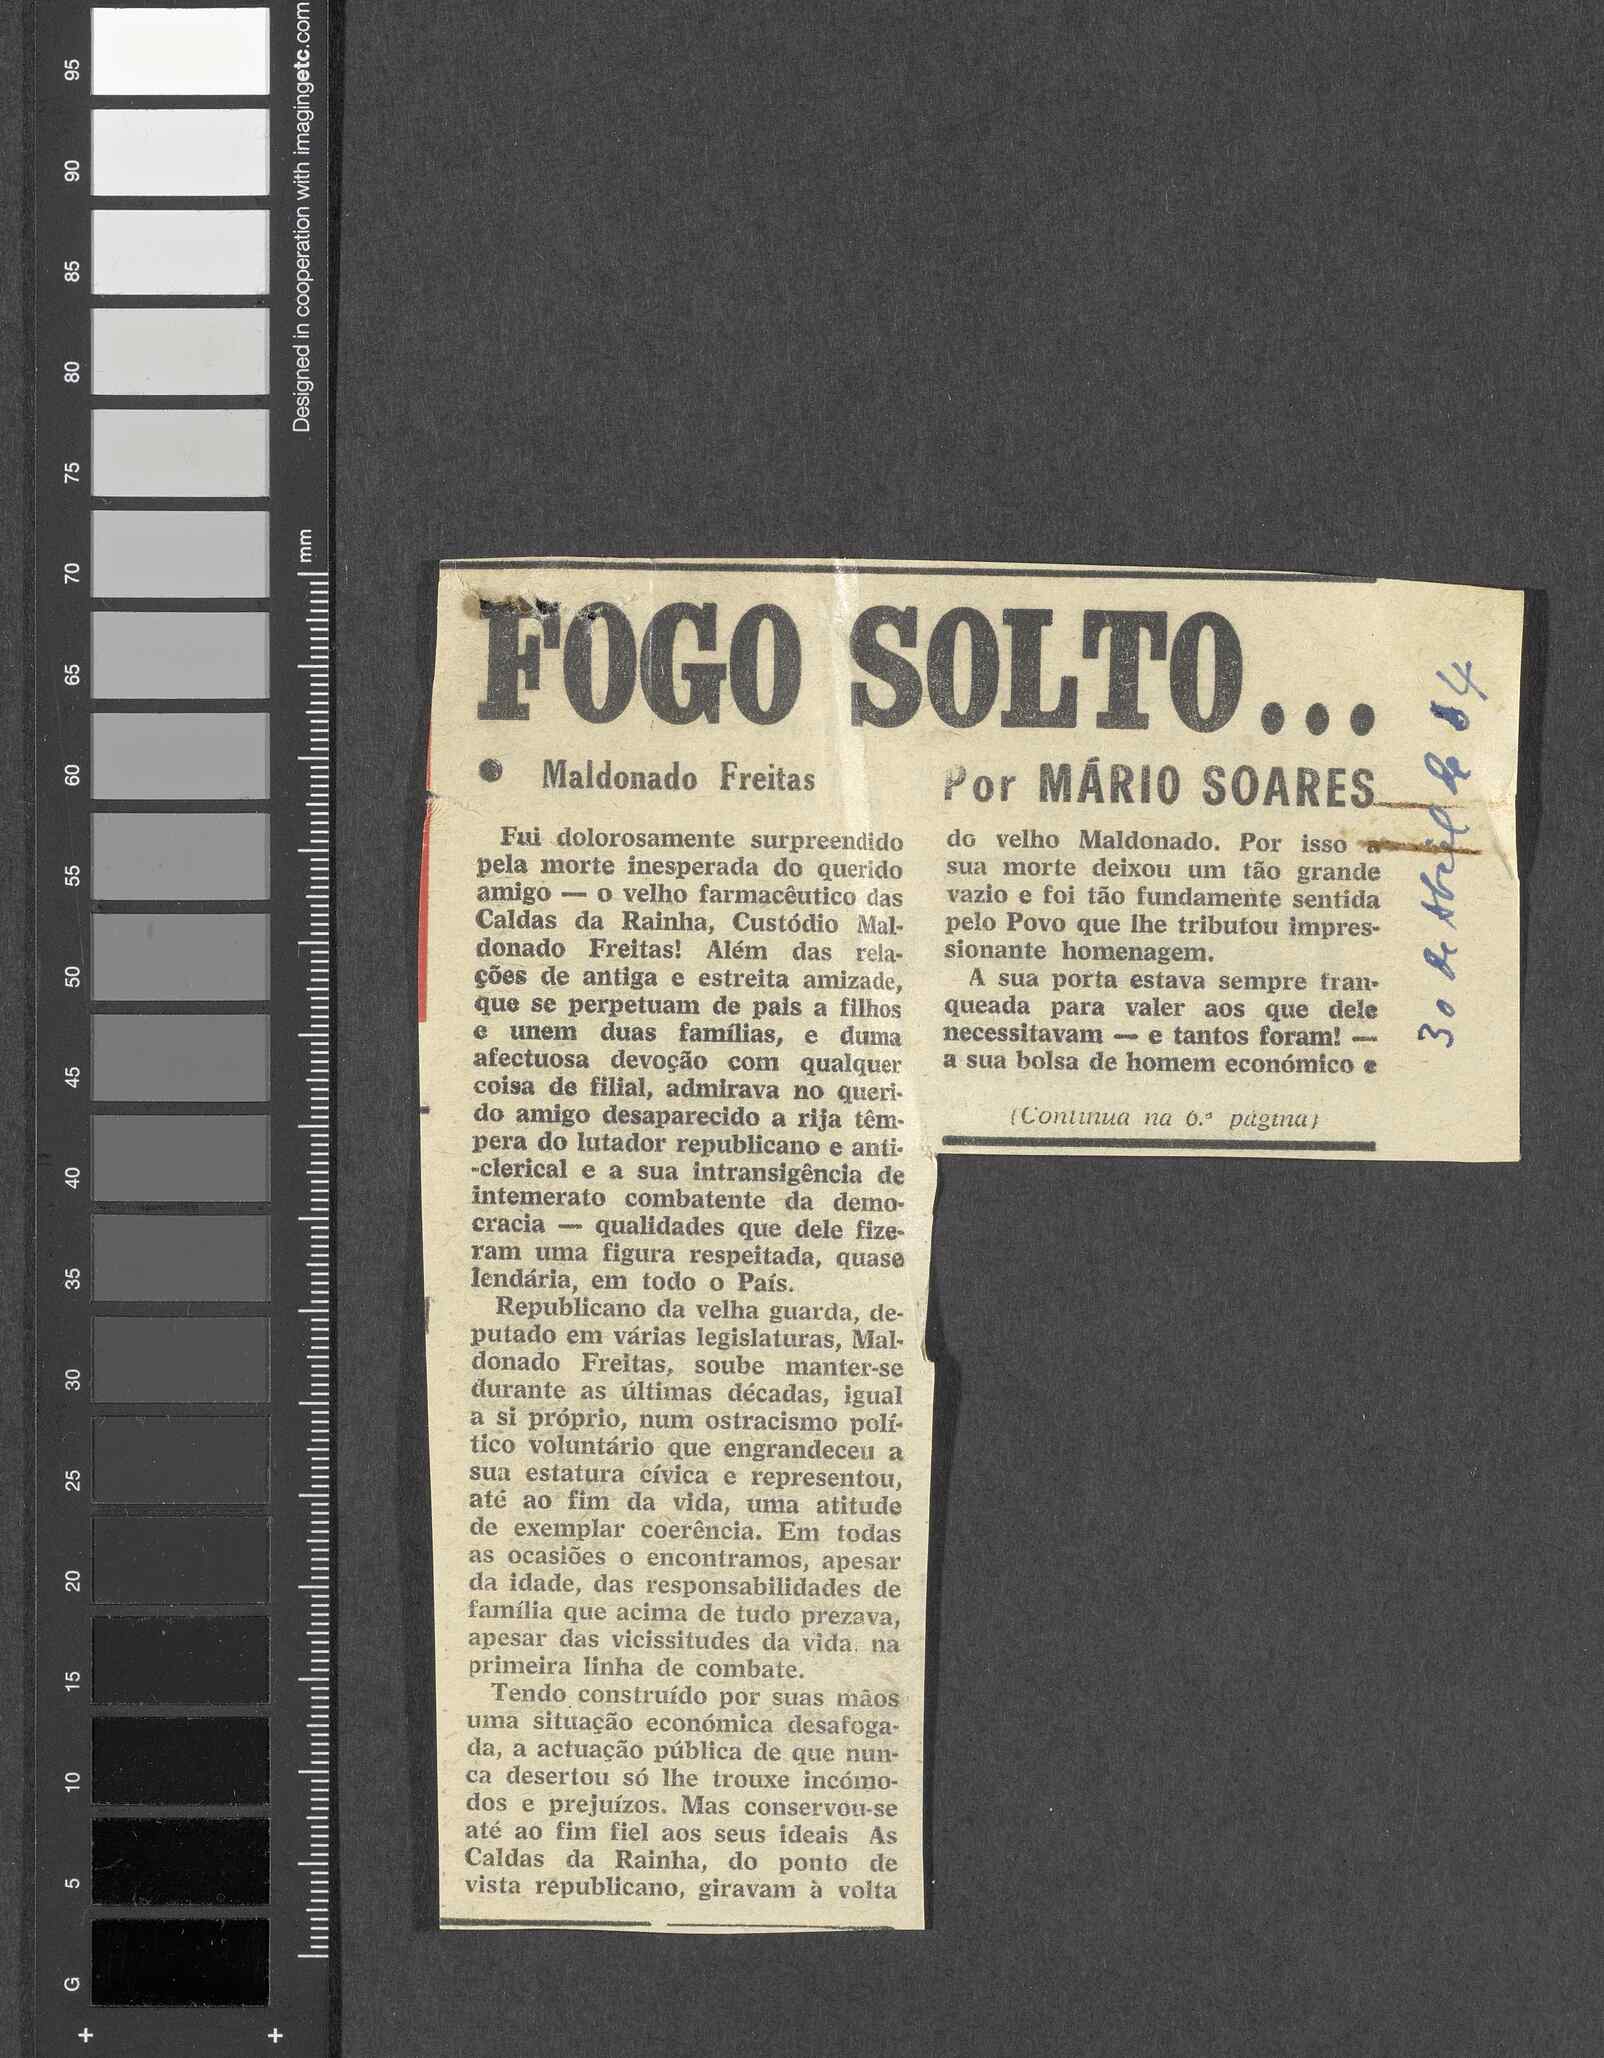 FOGO SOLTO...
● Maldonado Freitas
Por MÁRIO SOARES
Fui dolorosamente surpreendido
pela morte inesperada do querido
amigo — o velho farmacêutico das
Caldas da Rainha, Custódio Mal-
donado Freitas! Além das rela-
ções de antiga e estreita amizade,
que se perpetuam de pais a filhos
e unem duas famílias, e duma
afectuosa devoção com qualquer
coisa de filial, admirava no queri-
do amigo desaparecido a rija têm-
pera do lutador republicano e anti-
-clerical e a sua intransigência de
intemerato combatente da demo-
cracia — qualidades que dele fize-
ram uma figura respeitada, quase
lendária, em todo o País.
Republicano da velha guarda, de-
putado em várias legislaturas, Mal-
donado Freitas, soube manter-se
durante as últimas décadas, igual
a si próprio, num ostracismo polí-
tico voluntário que engrandeceu a
sua estatura cívica e representou,
até ao fim da vida, uma atitude
de exemplar coerência. Em todas
as ocasiões o encontramos, apesar
da idade, das responsabilidades de
família que acima de tudo prezava,
apesar das vicissitudes da vida, na
primeira linha de combate.
Tendo construído por suas mãos
uma situação económica desafoga-
da, a actuação pública de que nun-
ca desertou só lhe trouxe incómo-
dos e prejuízos. Mas conservou-se
até ao fim fiel aos seus ideais As
Caldas da Rainha, do ponto de
vista republicano, giravam à volta
do velho Maldonado. Por isso a
sua morte deixou um tão grande
vazio e foi tão fundamente sentida
pelo Povo que lhe tributou impres-
sionante homenagem.
A sua porta estava sempre fran-
queada para valer aos que dele
necessitavam — e tantos foram! —
a sua bolsa de homem económico e
(Continua na 6.ª página)
30 de Abril de
Designed in cooperation with imagingetc.com
mm
95
90
85
80
75
70
65
60
55
50
45
40
35
30
25
20
15
10
5
G